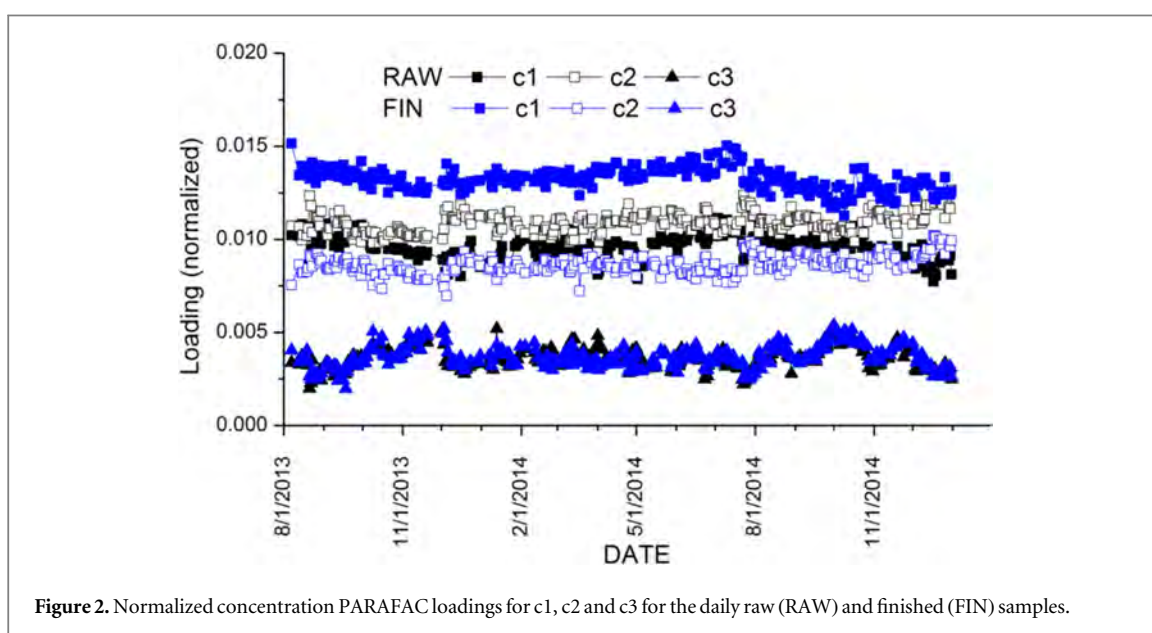 0.020
0.015
0.010
0.005
0.000
Loading (normalized)
RAW c1 c2 c3
FIN c1 c2 c3
8/1/2013
11/1/2013
2/1/2014
5/1/2014
8/1/2014
11/1/2014
DATE
Figure 2. Normalized concentration PARAFAC loadings for c1, c2 and c3 for the daily raw (RAW) and finished (FIN) samples.